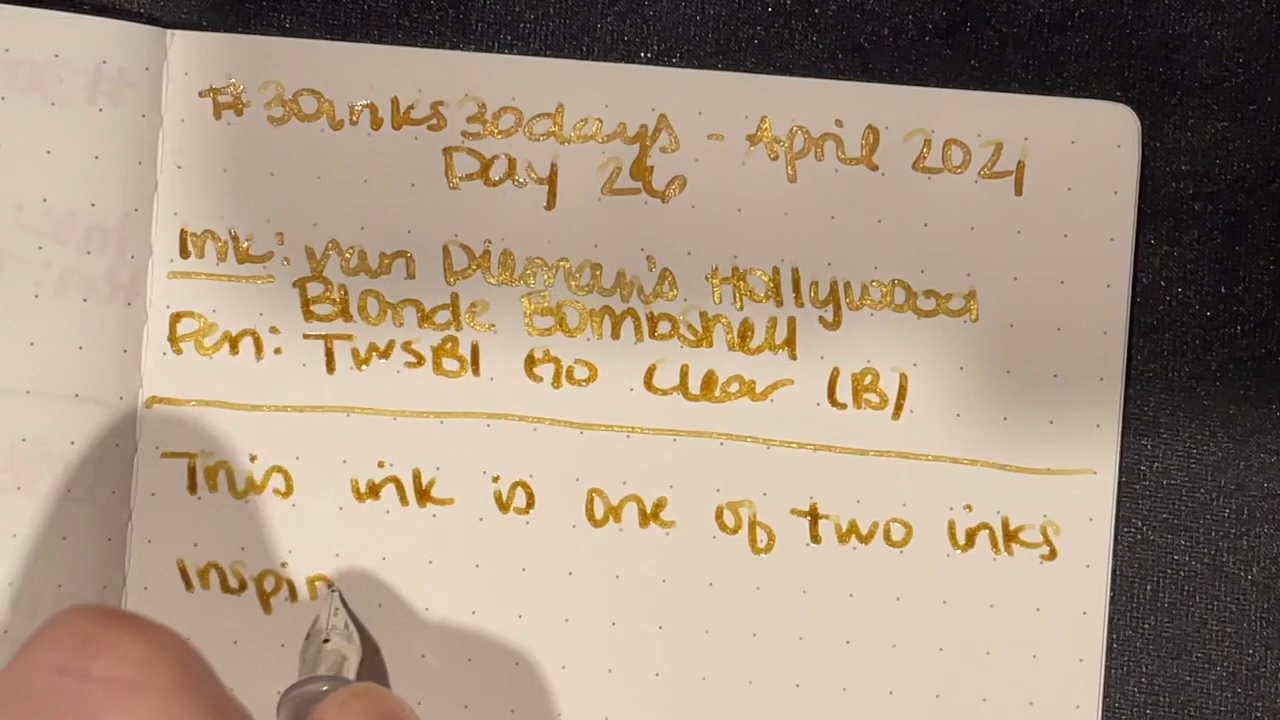 #30inks30days - April 2021
Day 26
Ink: Van Dieman's Hollywood
Blonde Bombshell
Pen: TWSBI GO Clear (B)
This ink is one of two inks
inspir